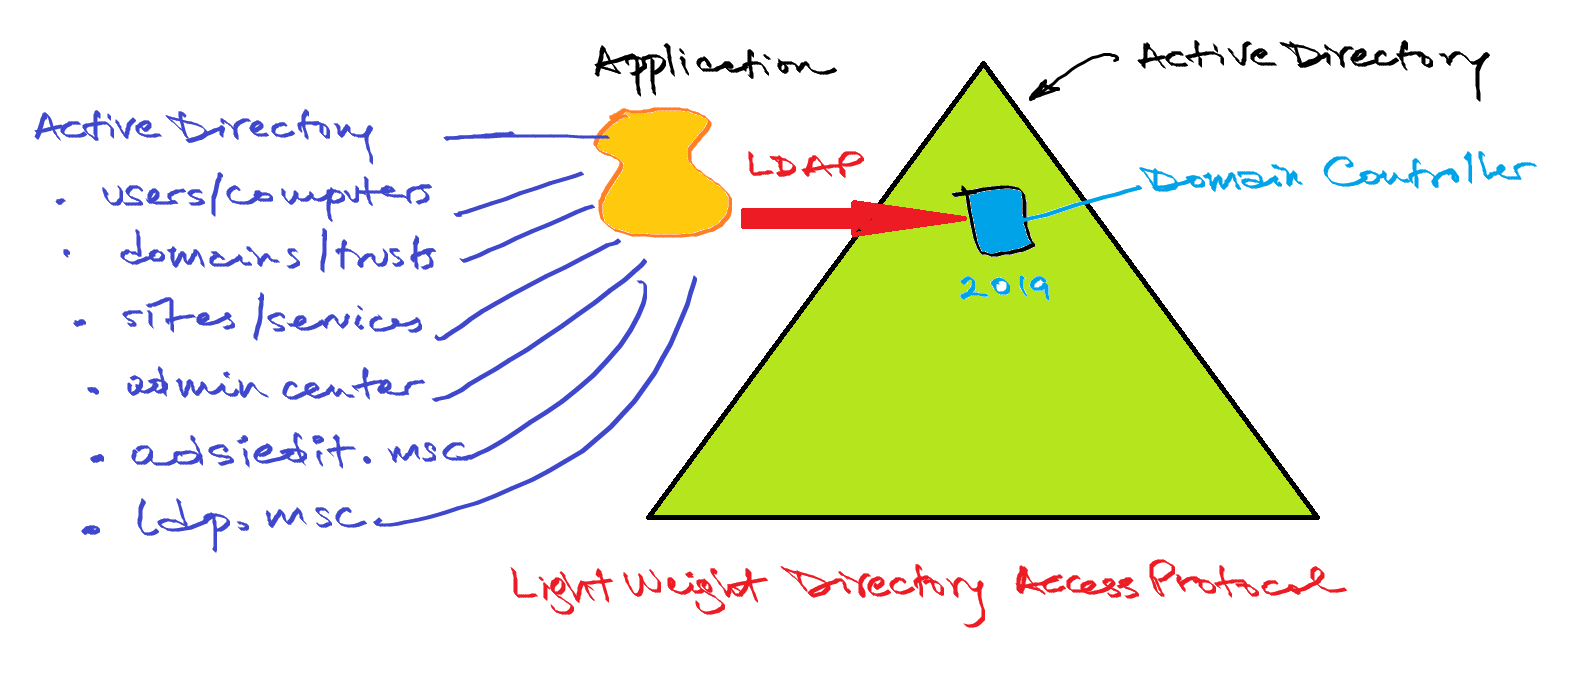 Application
Active Directory
Active Directory
• users/computers
• domains/trusts
• sites/services
• admin center
• adsiedit.msc
• ldp.msc
LDAP
Domain Controller
2019
Light Weight Directory Access Protocol